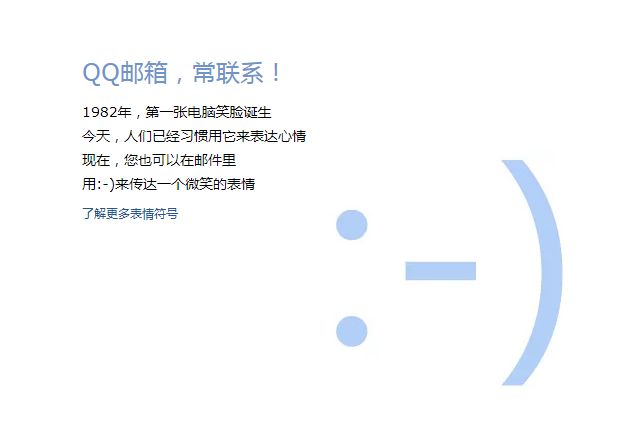 QQ邮箱，常联系！
1982年，第一张电脑笑脸诞生
今天，人们已经习惯用它来表达心情
现在，您也可以在邮件里
用:-)来传达一个微笑的表情
了解更多表情符号
:-)